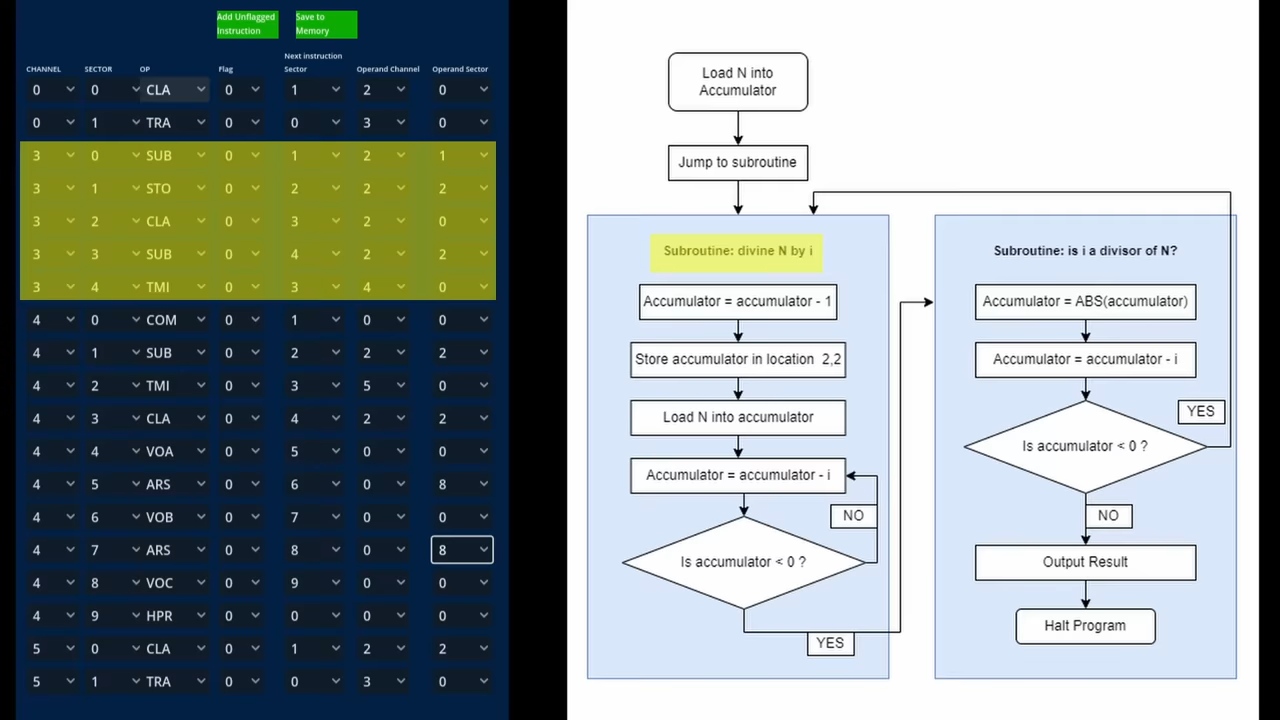 Add Unflagged
Instruction
Save to
Memory
CHANNEL SECTOR OP Flag Next instruction
Sector Operand Channel Operand Sector
0 0 CLA 0 1 2 0
0 1 TRA 0 0 3 0
3 0 SUB 0 1 2 1
3 1 STO 0 2 2 2
3 2 CLA 0 3 2 0
3 3 SUB 0 4 2 2
3 4 TMI 0 3 4 0
4 0 COM 0 1 0 0
4 1 SUB 0 2 2 2
4 2 TMI 0 3 5 0
4 3 CLA 0 4 2 2
4 4 VOA 0 5 0 0
4 5 ARS 0 6 0 8
4 6 VOB 0 7 0 0
4 7 ARS 0 8 0 8
4 8 VOC 0 9 0 0
4 9 HPR 0 0 0 0
5 0 CLA 0 1 2 2
5 1 TRA 0 0 3 0
Load N into
Accumulator
Jump to subroutine
Subroutine: divine N by i
Accumulator = accumulator - 1
Store accumulator in location 2,2
Load N into accumulator
Accumulator = accumulator - i
NO
Is accumulator < 0 ?
YES
Subroutine: is i a divisor of N?
Accumulator = ABS(accumulator)
Accumulator = accumulator - i
YES
Is accumulator < 0 ?
NO
Output Result
Halt Program